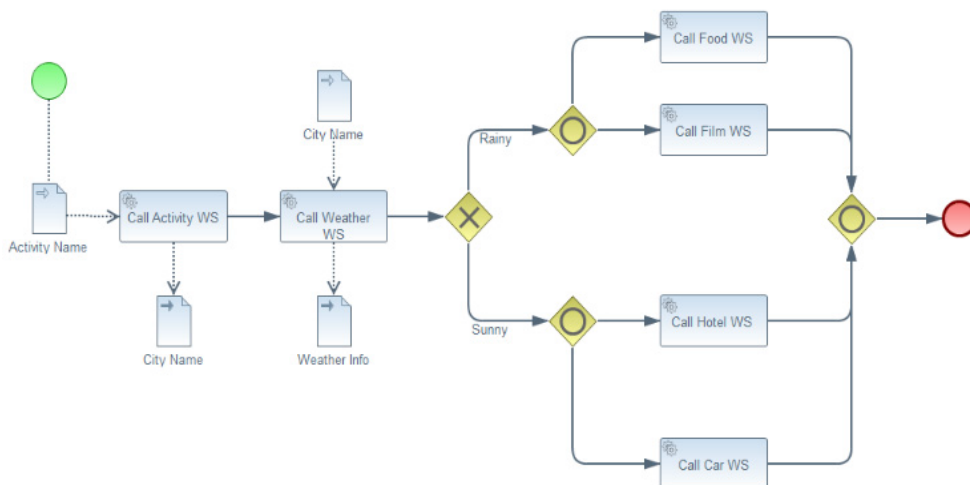 Call Food WS
City Name
Rainy
Call Film WS
Activity Name
Call Activity WS
Call Weather
WS
City Name
Weather Info
Sunny
Call Hotel WS
Call Car WS